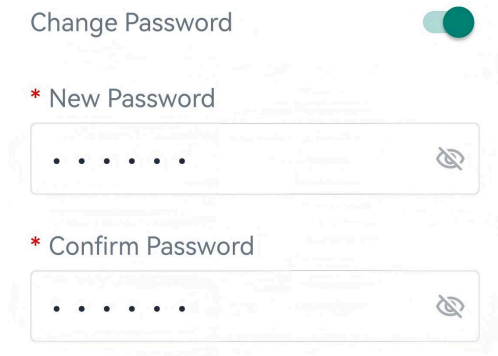 Change Password
* New Password
• • • • • •
* Confirm Password
• • • • • •